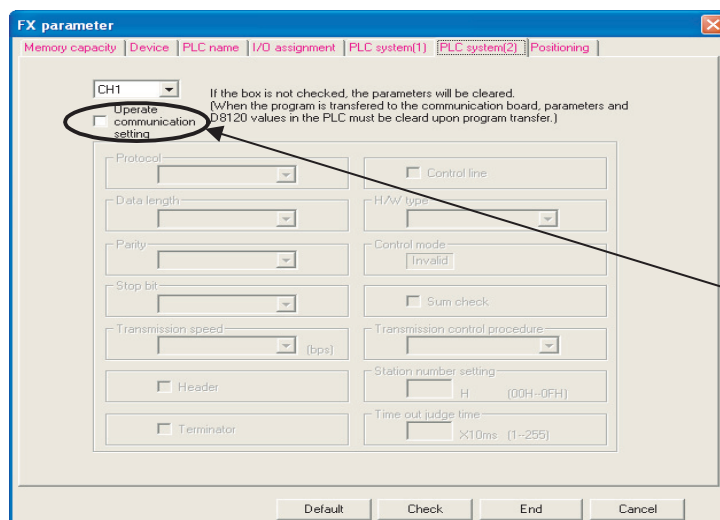 FX parameter
Memory capacity Device PLC name I/O assignment PLC system(1) PLC system(2) Positioning
CH1
If the box is not checked, the parameters will be cleared.
(When the program is transfered to the communication board, parameters and
D8120 values in the PLC must be cleard upon program transfer.)
Operate
communication
setting
Protocol
Control line
Data length
H/W type
Parity
Control mode
Invalid
Stop bit
Sum check
Transmission speed
(bps)
Transmission control procedure
Header
Station number setting
H (00H--0FH)
Terminator
Time out judge time
X10ms (1--255)
Default Check End Cancel